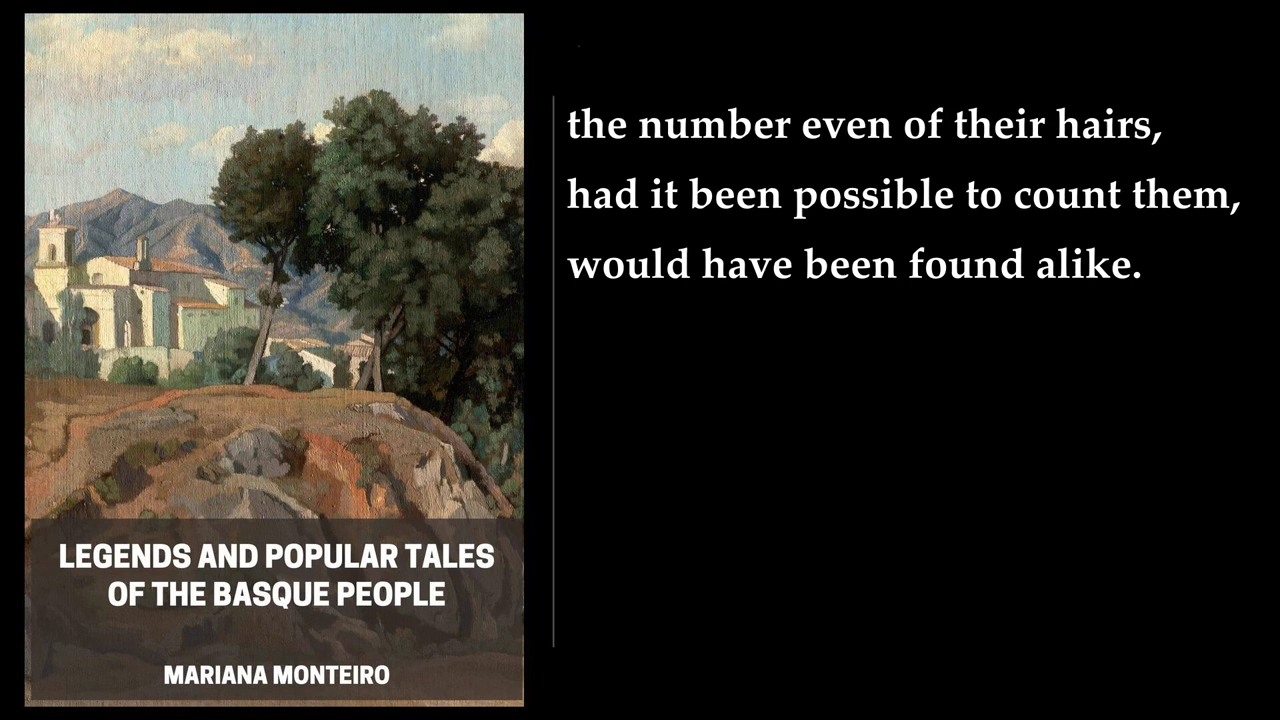 LEGENDS AND POPULAR TALES
OF THE BASQUE PEOPLE
MARIANA MONTEIRO
the number even of their hairs,
had it been possible to count them,
would have been found alike.